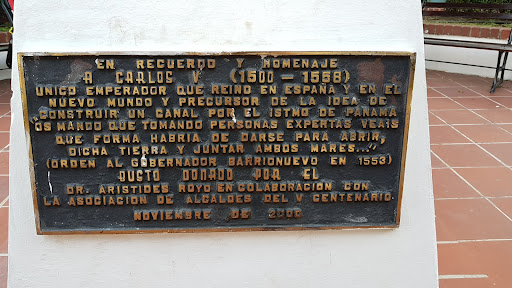 EN RECUERDO Y HOMENAJE
A CARLOS V (1500 — 1558)
UNICO EMPERADOR QUE REINO EN ESPAÑA Y EN EL
NUEVO MUNDO Y PRECURSOR DE LA IDEA DE
CONSTRUIR UN CANAL POR EL ISTMO DE PANAMA
"OS MANDO QUE TOMANDO PERSONAS EXPERTAS VEAIS
QUE FORMA HABRIA DE DARSE PARA ABRIR,
DICHA TIERRA Y JUNTAR AMBOS MARES..."
(ORDEN AL GOBERNADOR BARRIONUEVO EN 1553)
BUSTO DONADO POR EL
DR. ARISTIDES ROYO EN COLABORACION CON
LA ASOCIACION DE ALCALDES DEL V CENTENARIO.
NOVIEMBRE DE 2000